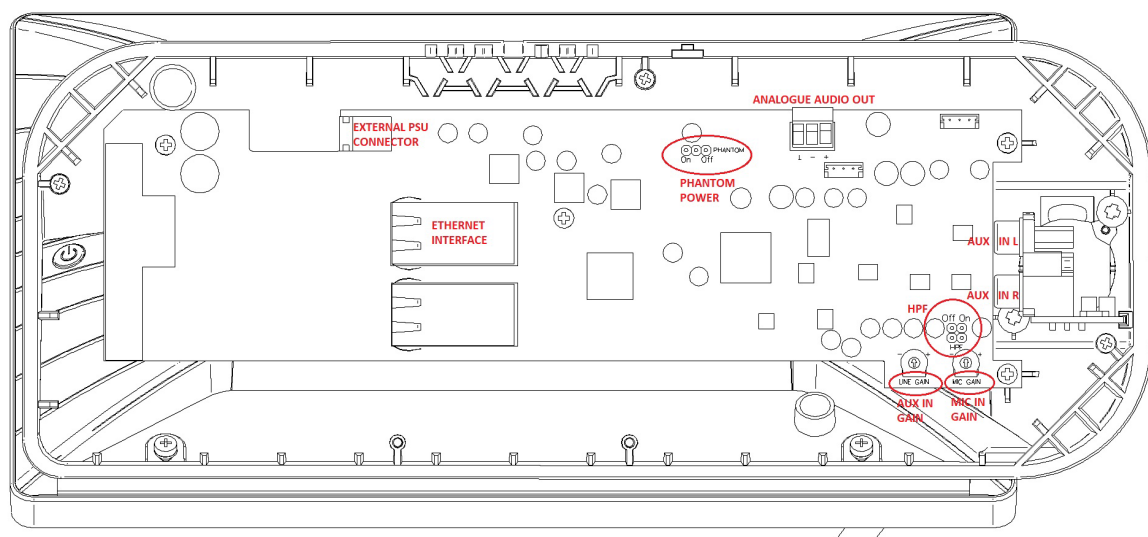 ANALOGUE AUDIO OUT
EXTERNAL PSU
CONNECTOR
PHANTOM
On Off
L - +
PHANTOM
POWER
ETHERNET
INTERFACE
AUX IN L
AUX IN R
HPF
Off On
HPF
- +
- +
LINE GAIN
MIC GAIN
AUX IN
GAIN
MIC IN
GAIN